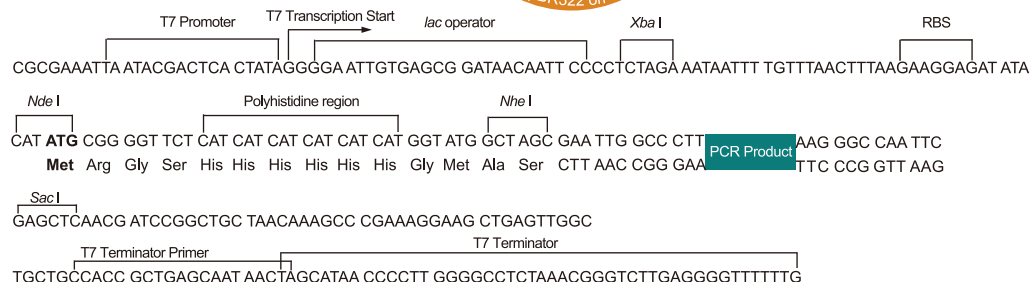 BR322 ori
T7 Promoter T7 Transcription Start lac operator Xba I RBS
CGCGAAATTA ATACGACTCA CTATAGGGGA ATTGTGAGCG GATAACAATT CCCCTCTAGA AATAATTT TGTTTAACTTTAAGAAGGAGAT ATA
Nde I Polyhistidine region Nhe I
CAT ATG CGG GGT TCT CAT CAT CAT CAT CAT CAT GGT ATG GCT AGC GAA TTG GCC CTT PCR Product AAG GGC CAA TTC
Met Arg Gly Ser His His His His His His Gly Met Ala Ser CTT AAC CGG GAA TTC CCG GTT AAG
Sac I
GAGCTCAACG ATCCGGCTGC TAACAAAGCC CGAAAGGAAG CTGAGTTGGC
T7 Terminator Primer T7 Terminator
TGCTGCCACC GCTGAGCAAT AACTAGCATAA CCCCTT GGGGCCTCTAAACGGGTCTTGAGGGGTTTTTTG